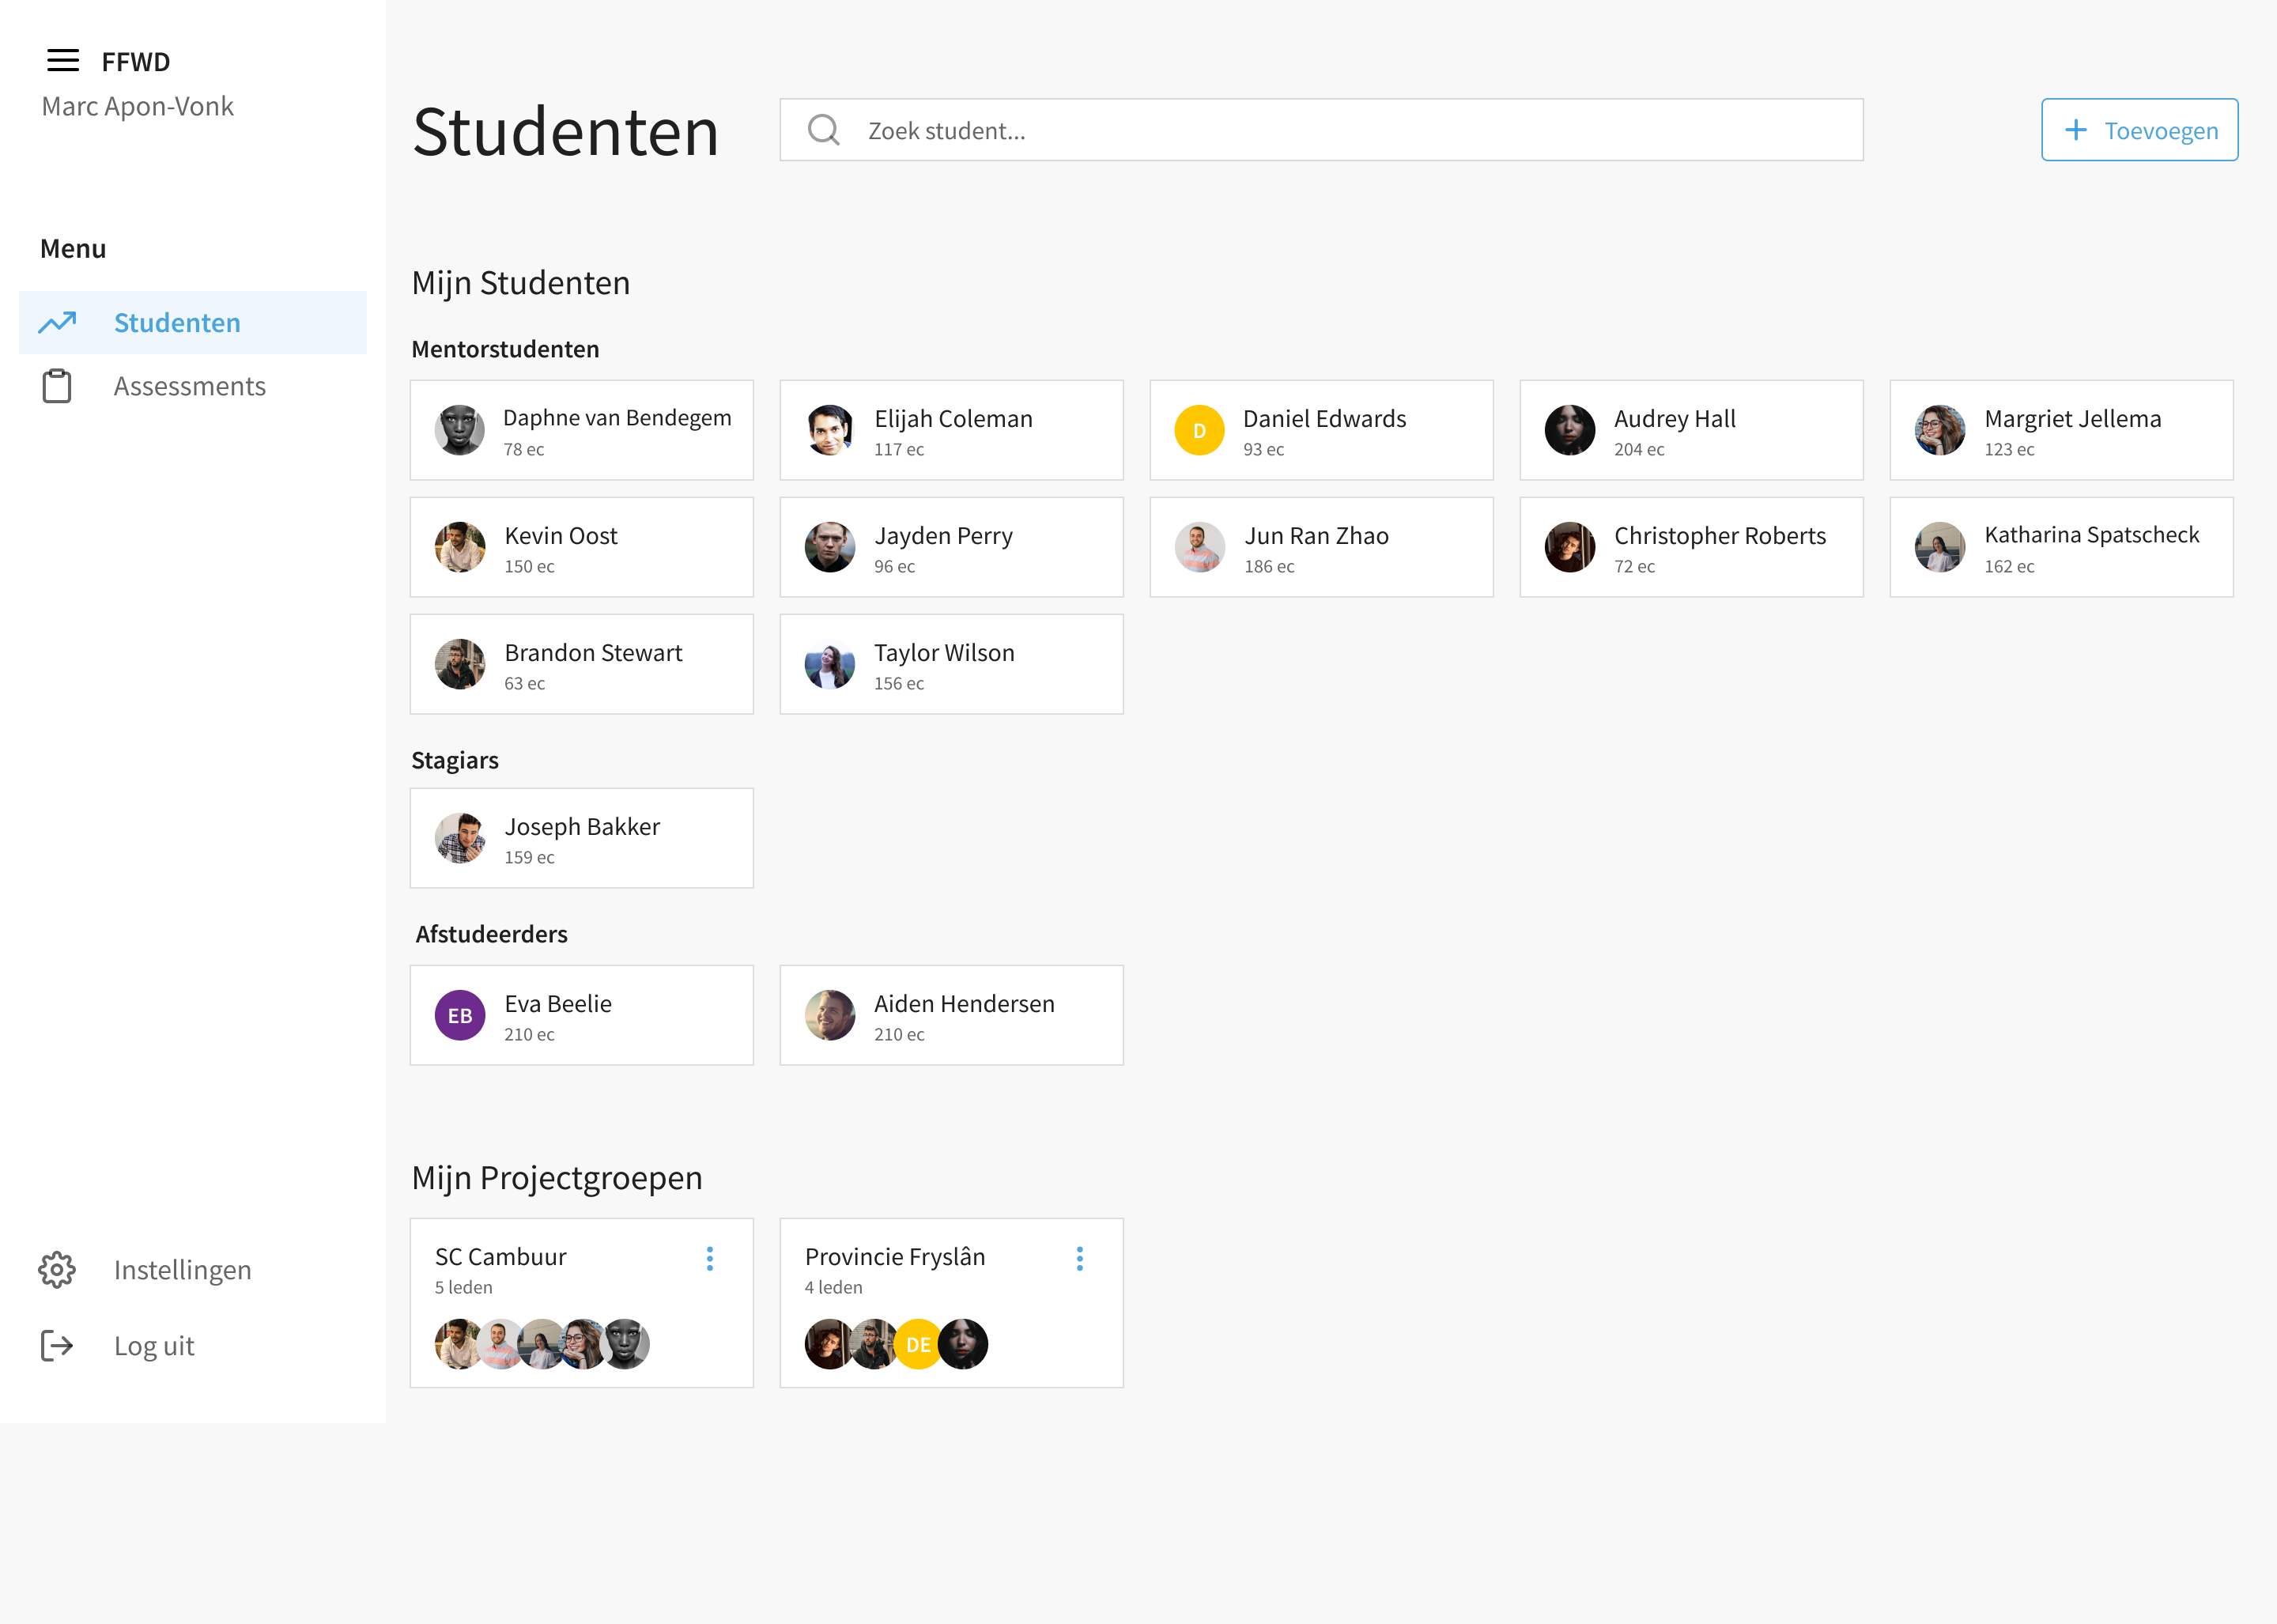 FFWD
Marc Apon-Vonk
Menu
Studenten
Assessments
Instellingen
Log uit
Studenten
Zoek student...
Toevoegen
Mijn Studenten
Mentorstudenten
Daphne van Bendegem
78 ec
Elijah Coleman
117 ec
D
Daniel Edwards
93 ec
Audrey Hall
204 ec
Margriet Jellema
123 ec
Kevin Oost
150 ec
Jayden Perry
96 ec
Jun Ran Zhao
186 ec
Christopher Roberts
72 ec
Katharina Spatscheck
162 ec
Brandon Stewart
63 ec
Taylor Wilson
156 ec
Stagiars
Joseph Bakker
159 ec
Afstudeerders
EB
Eva Beelie
210 ec
Aiden Hendersen
210 ec
Mijn Projectgroepen
SC Cambuur
5 leden
Provincie Fryslân
4 leden
DE